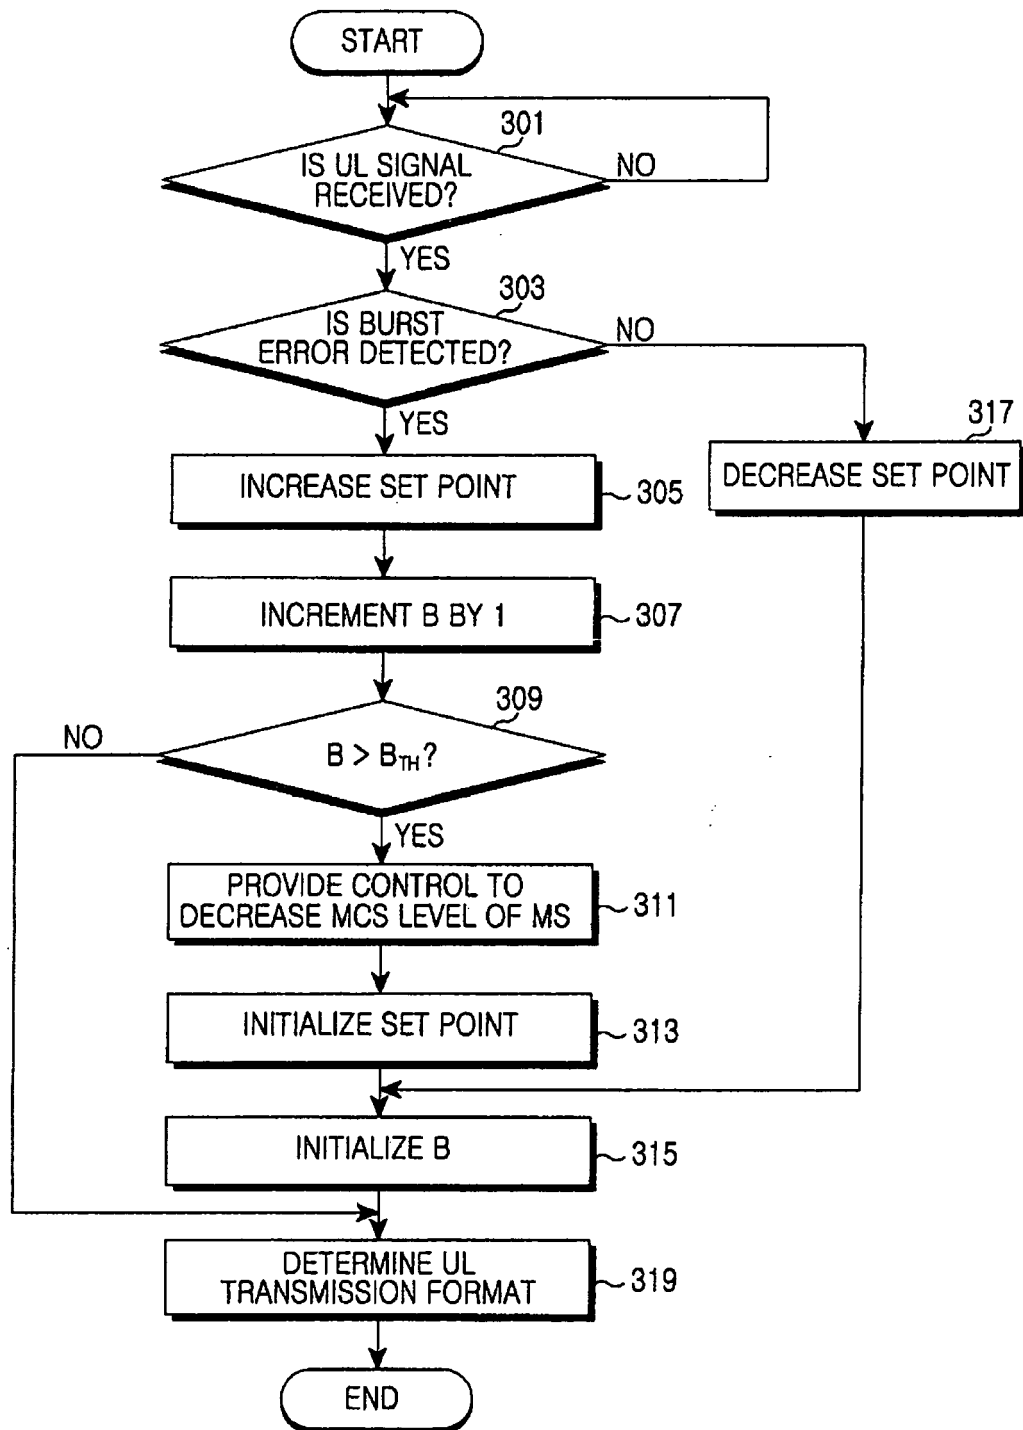 START
301
IS UL SIGNAL
RECEIVED?
NO
YES
303
IS BURST
ERROR DETECTED?
NO
YES
317
DECREASE SET POINT
INCREASE SET POINT
305
INCREMENT B BY 1
307
309
NO
B > BTH?
YES
PROVIDE CONTROL TO
DECREASE MCS LEVEL OF MS
311
INITIALIZE SET POINT
313
INITIALIZE B
315
DETERMINE UL
TRANSMISSION FORMAT
319
END